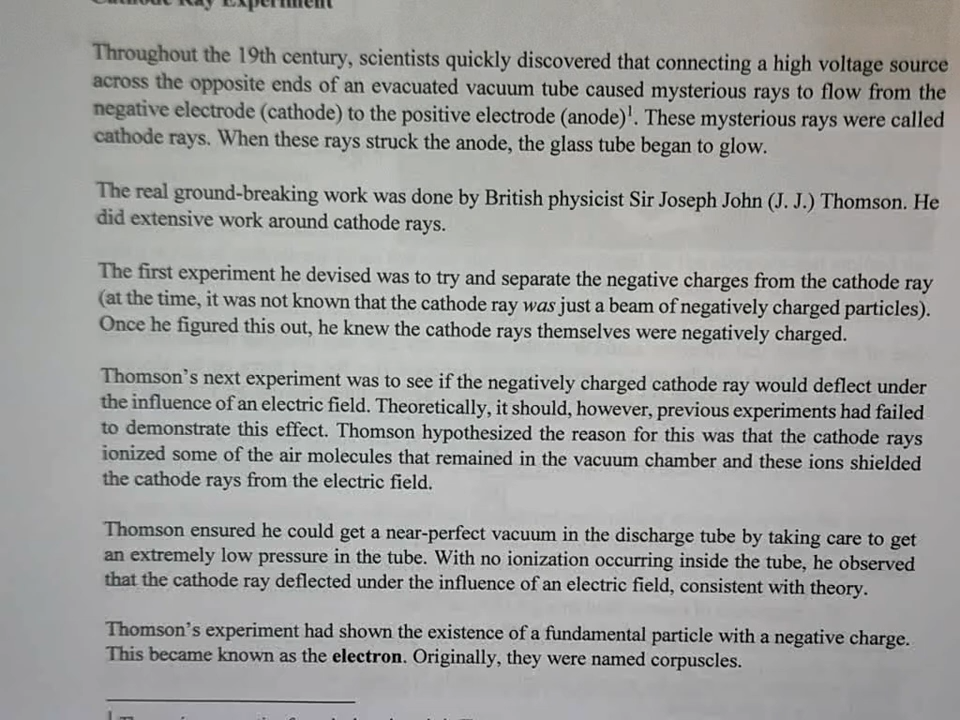 Cathode Ray Experiment
Throughout the 19th century, scientists quickly discovered that connecting a high voltage source
across the opposite ends of an evacuated vacuum tube caused mysterious rays to flow from the
negative electrode (cathode) to the positive electrode (anode)¹. These mysterious rays were called
cathode rays. When these rays struck the anode, the glass tube began to glow.
The real ground-breaking work was done by British physicist Sir Joseph John (J. J.) Thomson. He
did extensive work around cathode rays.
The first experiment he devised was to try and separate the negative charges from the cathode ray
(at the time, it was not known that the cathode ray was just a beam of negatively charged particles).
Once he figured this out, he knew the cathode rays themselves were negatively charged.
Thomson's next experiment was to see if the negatively charged cathode ray would deflect under
the influence of an electric field. Theoretically, it should, however, previous experiments had failed
to demonstrate this effect. Thomson hypothesized the reason for this was that the cathode rays
ionized some of the air molecules that remained in the vacuum chamber and these ions shielded
the cathode rays from the electric field.
Thomson ensured he could get a near-perfect vacuum in the discharge tube by taking care to get
an extremely low pressure in the tube. With no ionization occurring inside the tube, he observed
that the cathode ray deflected under the influence of an electric field, consistent with theory.
Thomson's experiment had shown the existence of a fundamental particle with a negative charge.
This became known as the electron. Originally, they were named corpuscles.